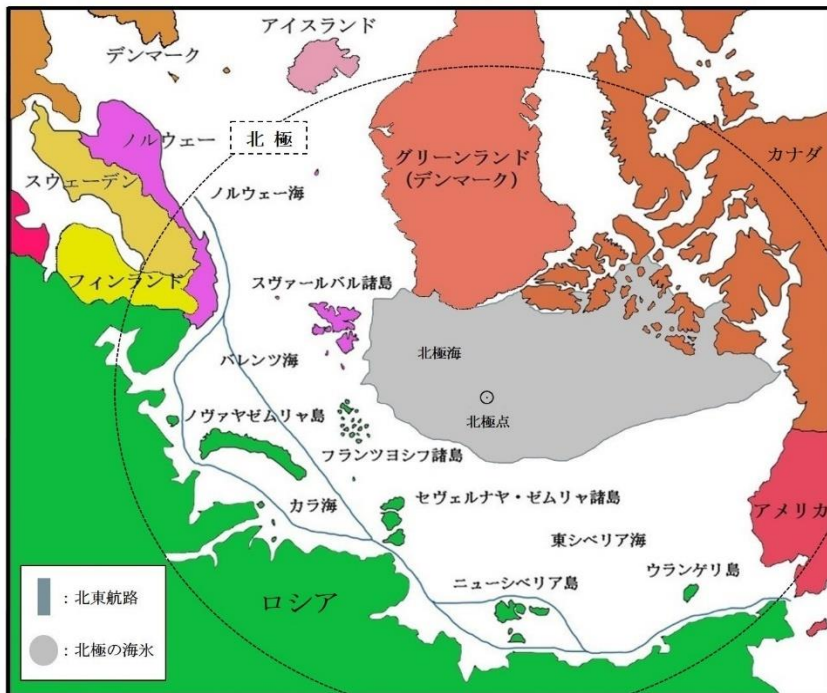 アイスランド
デンマーク
北 極
ノルウェー
グリーンランド
(デンマーク)
カナダ
スウェーデン
ノルウェー海
フィンランド
スヴァールバル諸島
バレンツ海
北極海
ノヴァヤゼムリャ島
北極点
フランツヨシフ諸島
カラ海
セヴェルナヤ・ゼムリャ諸島
アメリカ
東シベリア海
ニューシベリア島
ウランゲリ島
ロシア
：北東航路
：北極の海氷